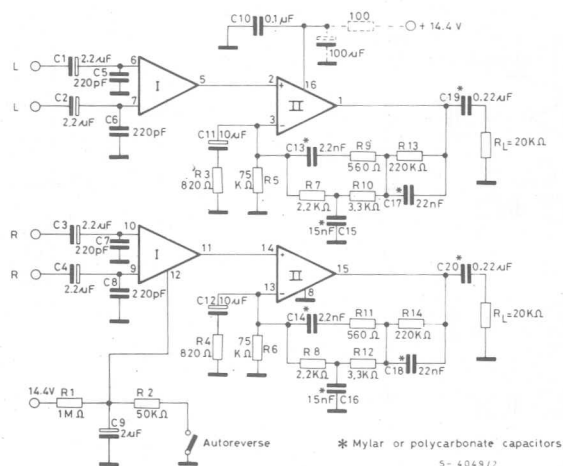 C10 0.1µF
100
+ 14.4 V
100µF
L
C1 2.2µF
6
C5
220pF
I
5
2
+
16
II
1
C19* 0.22µF
L
C2
2.2µF
7
C6
220pF
3
-
C11 10µF
C13* 22nF
R9
560 Ω
R13
220KΩ
RL=20KΩ
R3
820Ω
75
KΩ
R5
R7
2.2KΩ
R10
3,3KΩ
* C17
22nF
*
15nF C15
R
C3 2.2µF
10
C7
220pF
I
11
14
+
II
15
C20* 0.22µF
R
C4
2.2µF
9
12
C8
220pF
13
-
8
C12 10µF
C14* 22nF
R11
560Ω
R14
220KΩ
RL=20KΩ
R4
820Ω
75
KΩ
R6
R8
2.2KΩ
R12
3,3KΩ
* C18
22nF
*
15nF C16
14.4V
R1
1MΩ
R2
50KΩ
C9
2µF
Autoreverse
* Mylar or polycarbonate capacitors
S-4049/2